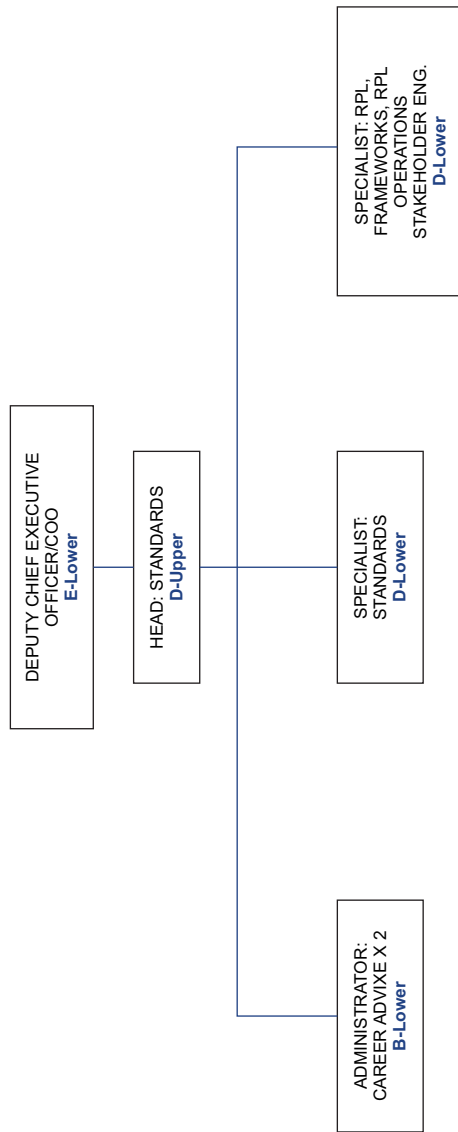 DEPUTY CHIEF EXECUTIVE
OFFICER/COO
E-Lower
HEAD: STANDARDS
D-Upper
ADMINISTRATOR:
CAREER ADVIXE X 2
B-Lower
SPECIALIST:
STANDARDS
D-Lower
SPECIALIST: RPL,
FRAMEWORKS, RPL
OPERATIONS
STAKEHOLDER ENG.
D-Lower